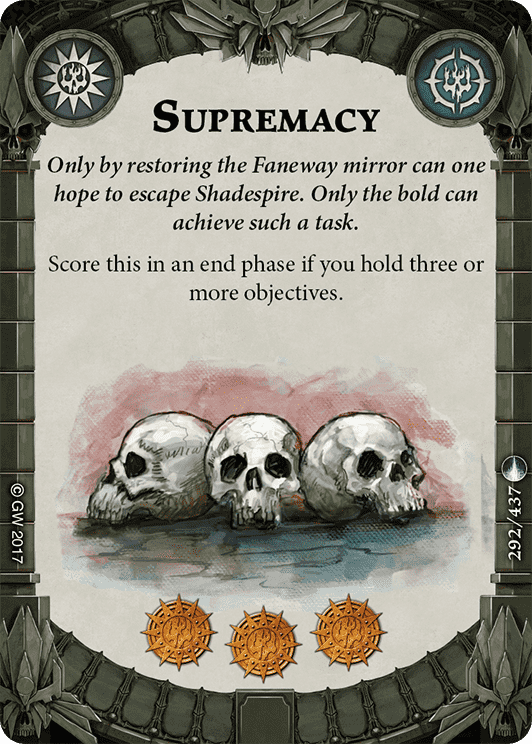 SUPREMACY
Only by restoring the Faneway mirror can one
hope to escape Shadespire. Only the bold can
achieve such a task.
Score this in an end phase if you hold three or
more objectives.
© GW 2017
292/437